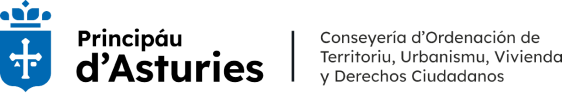 Principáu
d'Asturies
Conseyería d'Ordenación de
Territoriu, Urbanismu, Vivienda
y Derechos Ciudadanos